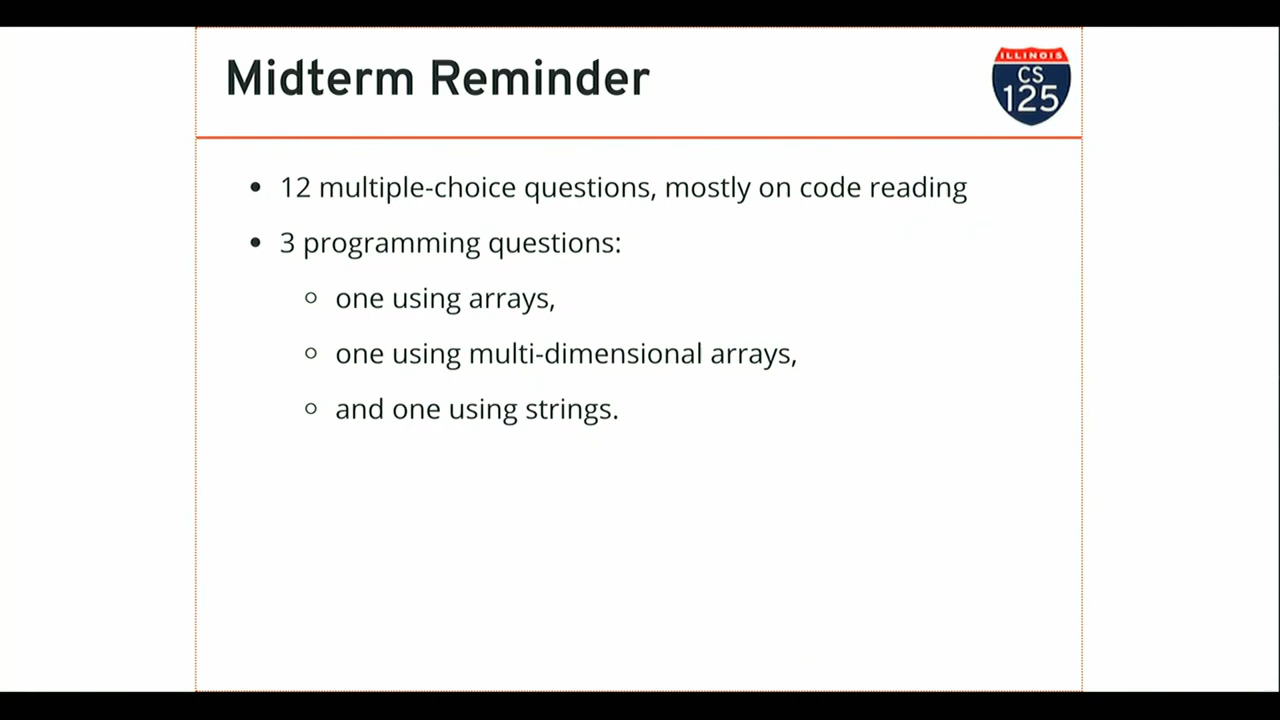 Midterm Reminder
ILLINOIS
CS
125
12 multiple-choice questions, mostly on code reading
3 programming questions:
one using arrays,
one using multi-dimensional arrays,
and one using strings.